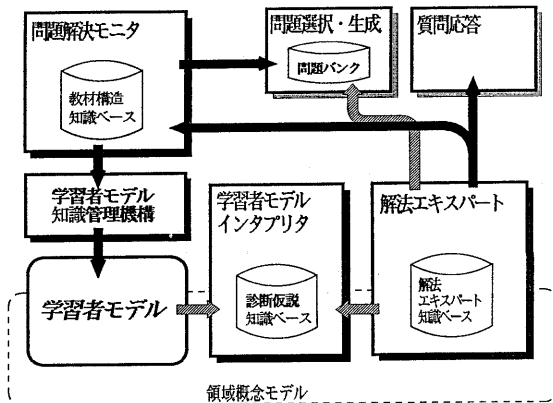 問題解決モニタ
教材構造
知識ベース
問題選択・生成
問題バンク
質問応答
学習者モデル
知識管理機構
学習者モデル
インタプリタ
診断仮説
知識ベース
解法エキスパート
解法
エキスパート
知識ベース
学習者モデル
領域概念モデル